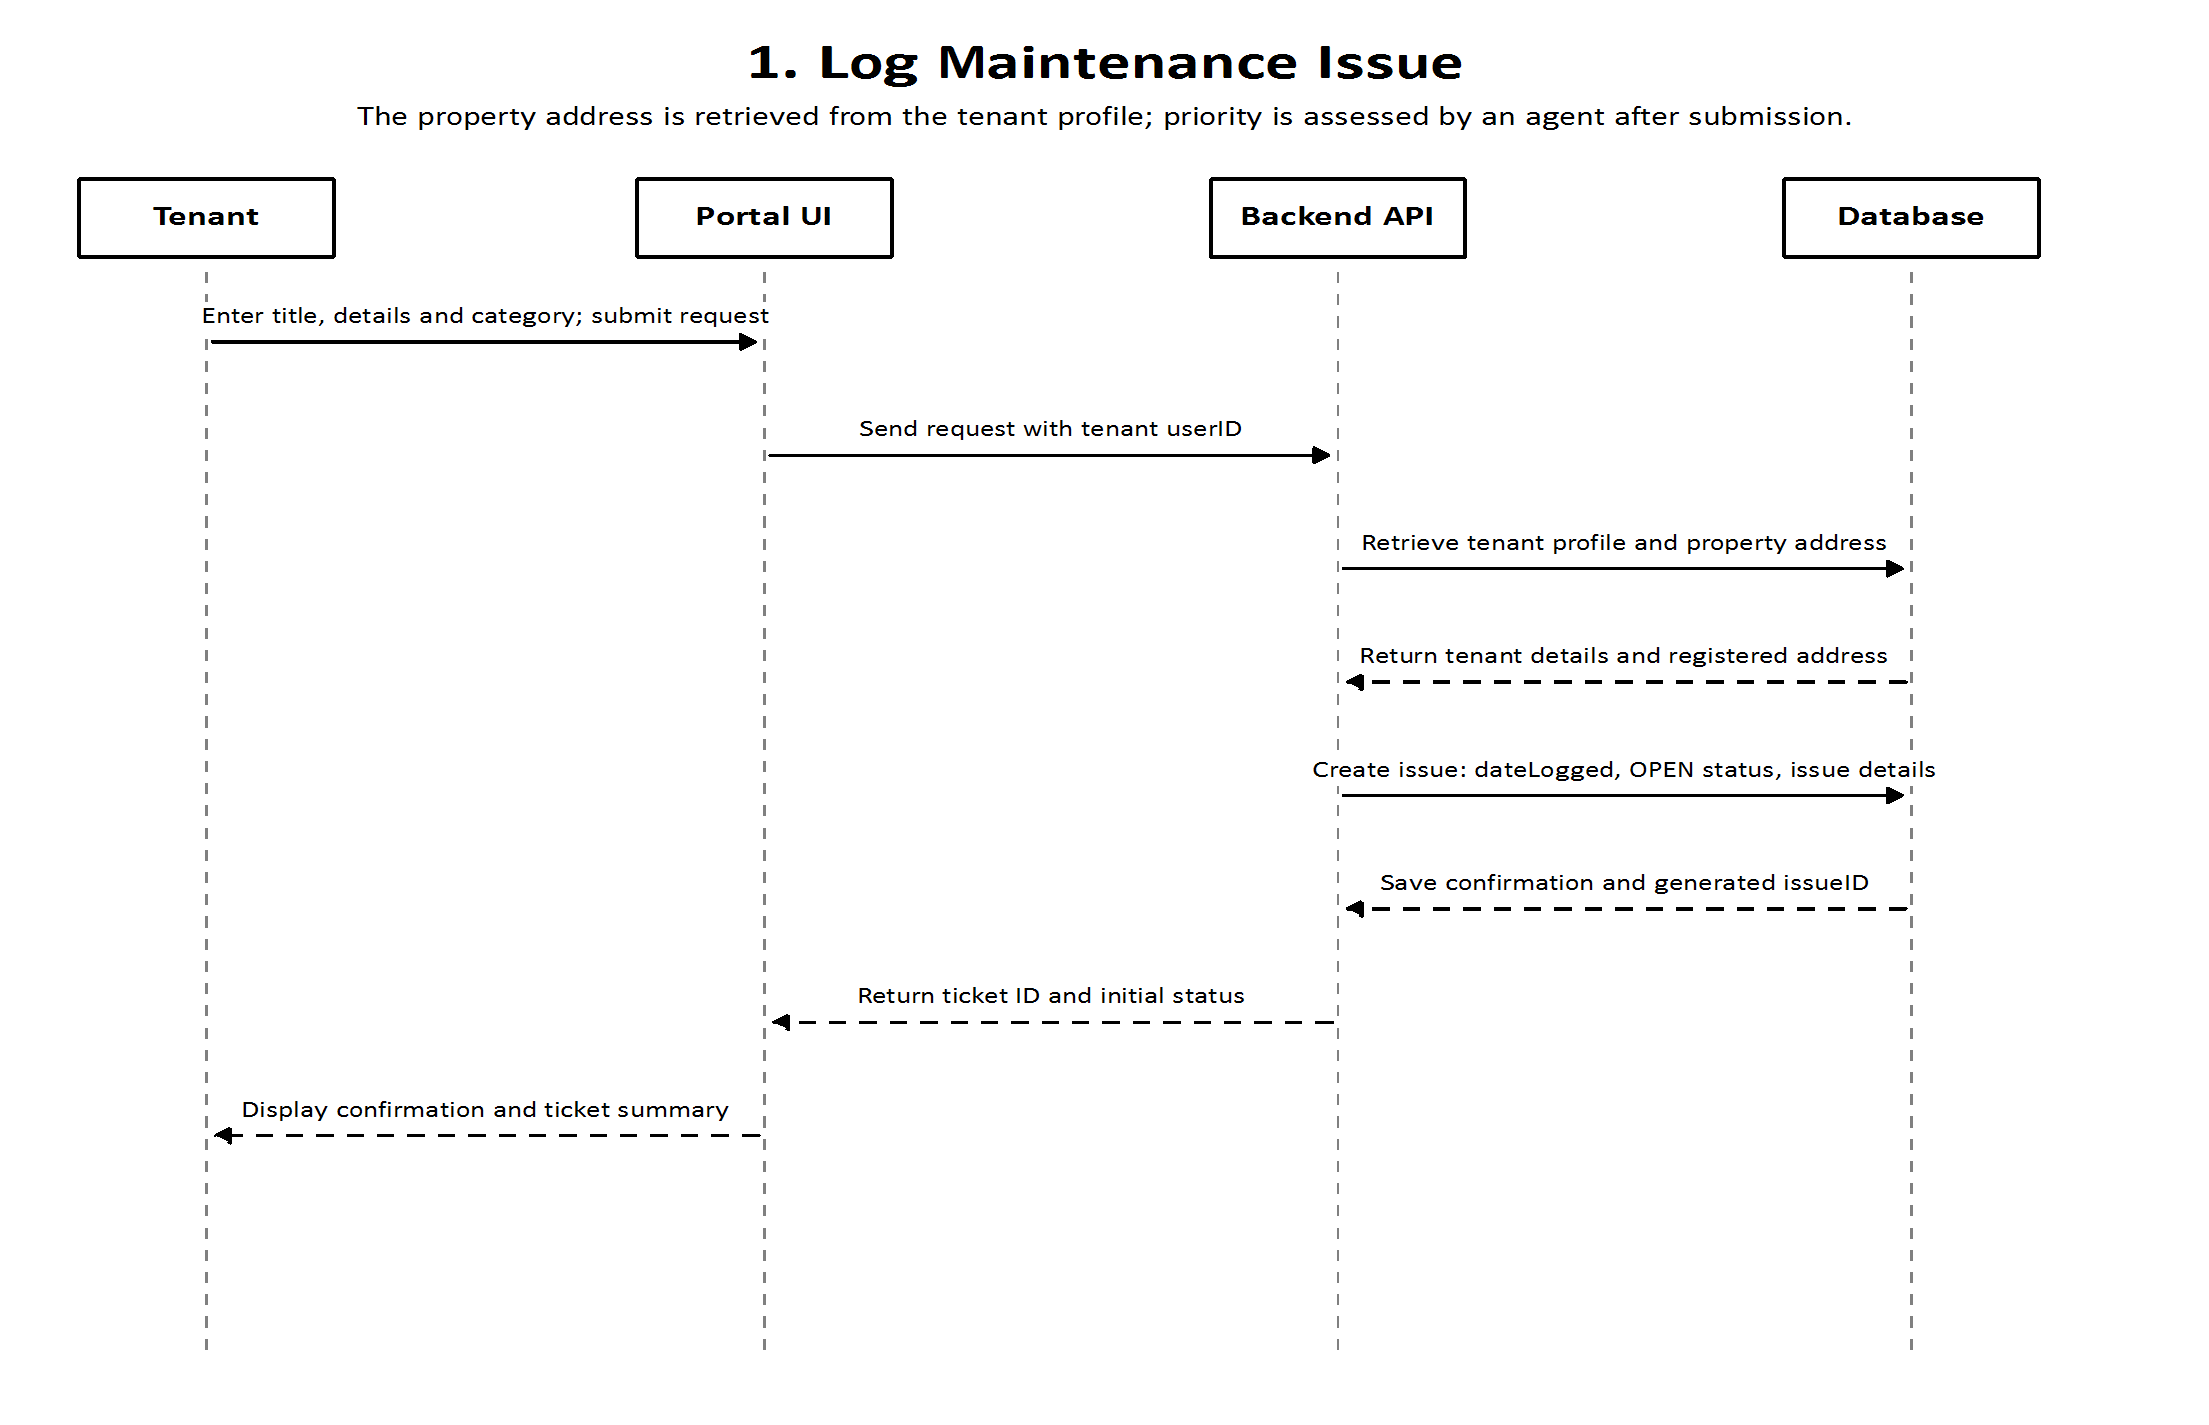 1. Log Maintenance Issue
The property address is retrieved from the tenant profile; priority is assessed by an agent after submission.
Tenant
Portal UI
Backend API
Database
Enter title, details and category; submit request
Send request with tenant userID
Retrieve tenant profile and property address
Return tenant details and registered address
Create issue: dateLogged, OPEN status, issue details
Save confirmation and generated issueID
Return ticket ID and initial status
Display confirmation and ticket summary